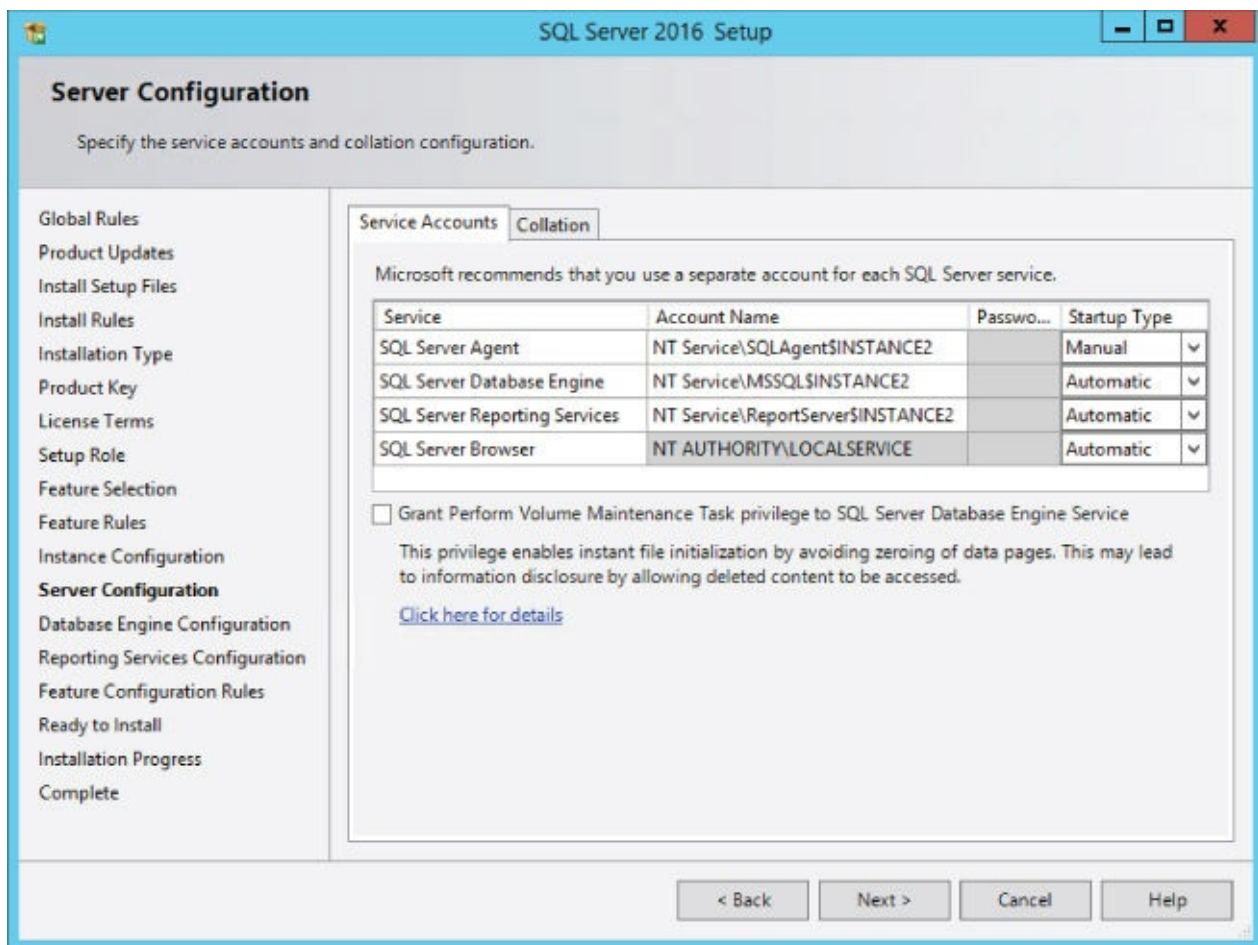 SQL Server 2016 Setup
Server Configuration
Specify the service accounts and collation configuration.
Global Rules
Product Updates
Install Setup Files
Install Rules
Installation Type
Product Key
License Terms
Setup Role
Feature Selection
Feature Rules
Instance Configuration
Server Configuration
Database Engine Configuration
Reporting Services Configuration
Feature Configuration Rules
Ready to Install
Installation Progress
Complete
Service Accounts Collation
Microsoft recommends that you use a separate account for each SQL Server service.
Service Account Name Passwo... Startup Type
SQL Server Agent NT Service\SQLAgent$INSTANCE2 Manual
SQL Server Database Engine NT Service\MSSQL$INSTANCE2 Automatic
SQL Server Reporting Services NT Service\ReportServer$INSTANCE2 Automatic
SQL Server Browser NT AUTHORITY\LOCALSERVICE Automatic
Grant Perform Volume Maintenance Task privilege to SQL Server Database Engine Service
This privilege enables instant file initialization by avoiding zeroing of data pages. This may lead
to information disclosure by allowing deleted content to be accessed.
Click here for details
< Back Next > Cancel Help